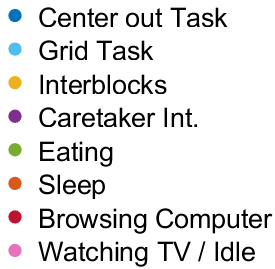 Center out Task
Grid Task
Interblocks
Caretaker Int.
Eating
Sleep
Browsing Computer
Watching TV / Idle